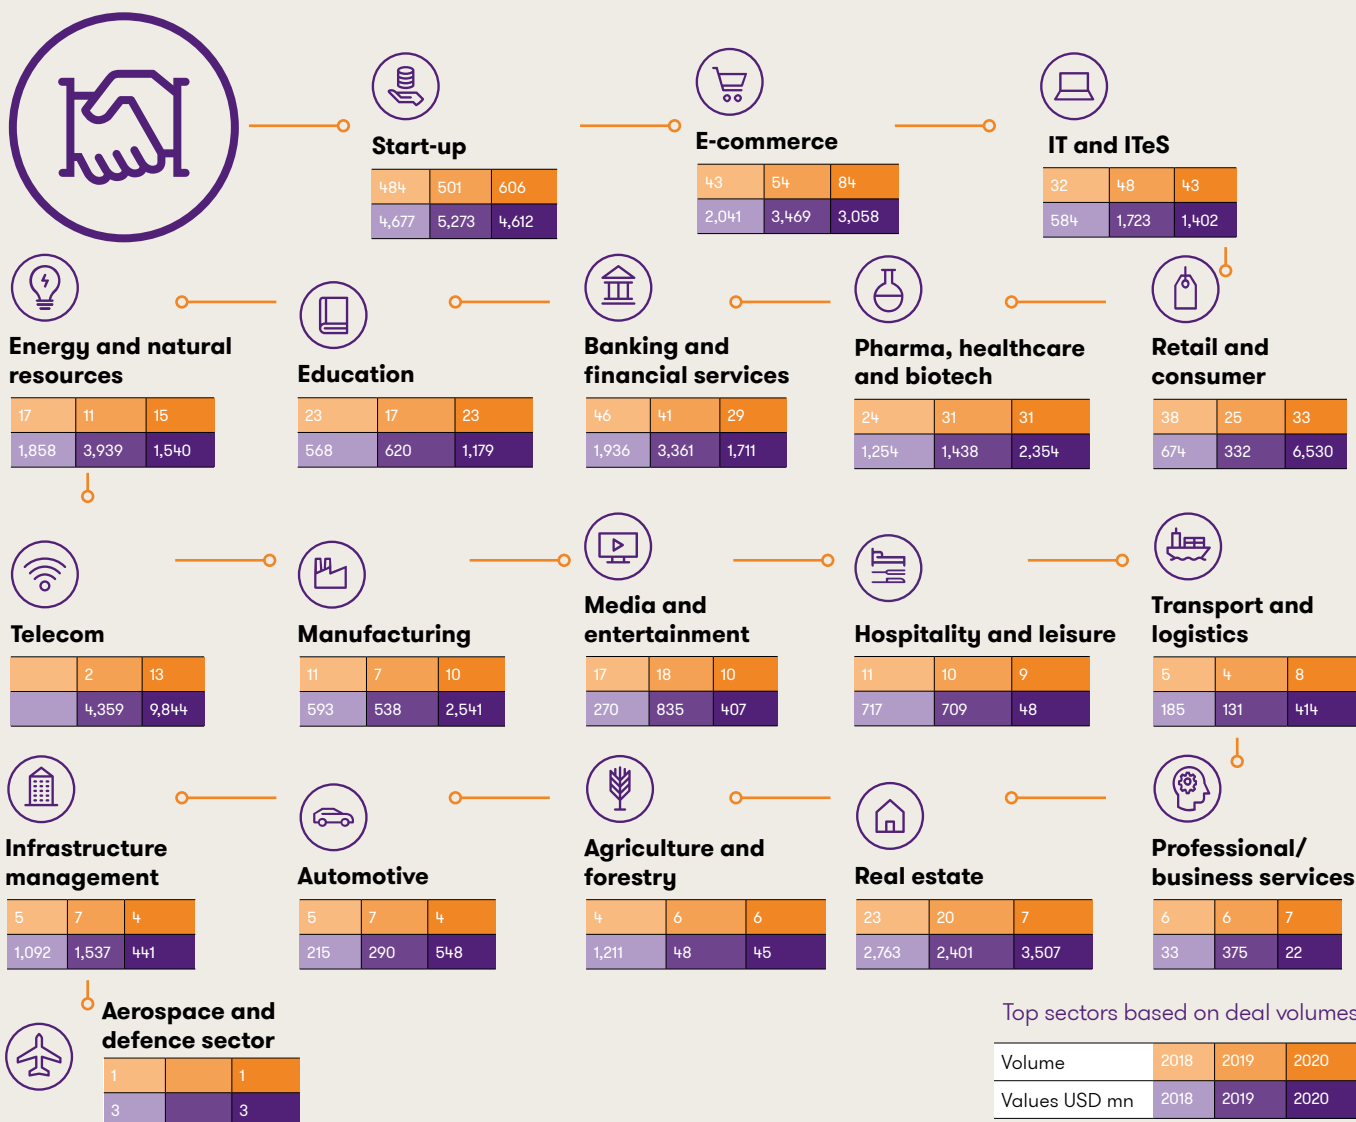 Start-up
484 501 606
4,677 5,273 4,612
E-commerce
43 54 84
2,041 3,469 3,058
IT and ITeS
32 48 43
584 1,723 1,402
Energy and natural
resources
17 11 15
1,858 3,939 1,540
Education
23 17 23
568 620 1,179
Banking and
financial services
46 41 29
1,936 3,361 1,711
Pharma, healthcare
and biotech
24 31 31
1,254 1,438 2,354
Retail and
consumer
38 25 33
674 332 6,530
Telecom
2 13
4,359 9,844
Manufacturing
11 7 10
593 538 2,541
Media and
entertainment
17 18 10
270 835 407
Hospitality and leisure
11 10 9
717 709 48
Transport and
logistics
5 4 8
185 131 414
Infrastructure
management
5 7 4
1,092 1,537 441
Automotive
5 7 4
215 290 548
Agriculture and
forestry
4 6 6
1,211 48 45
Real estate
23 20 7
2,763 2,401 3,507
Professional/
business services
6 6 7
33 375 22
Aerospace and
defence sector
1 1
3 3
Top sectors based on deal volumes
Volume 2018 2019 2020
Values USD mn 2018 2019 2020